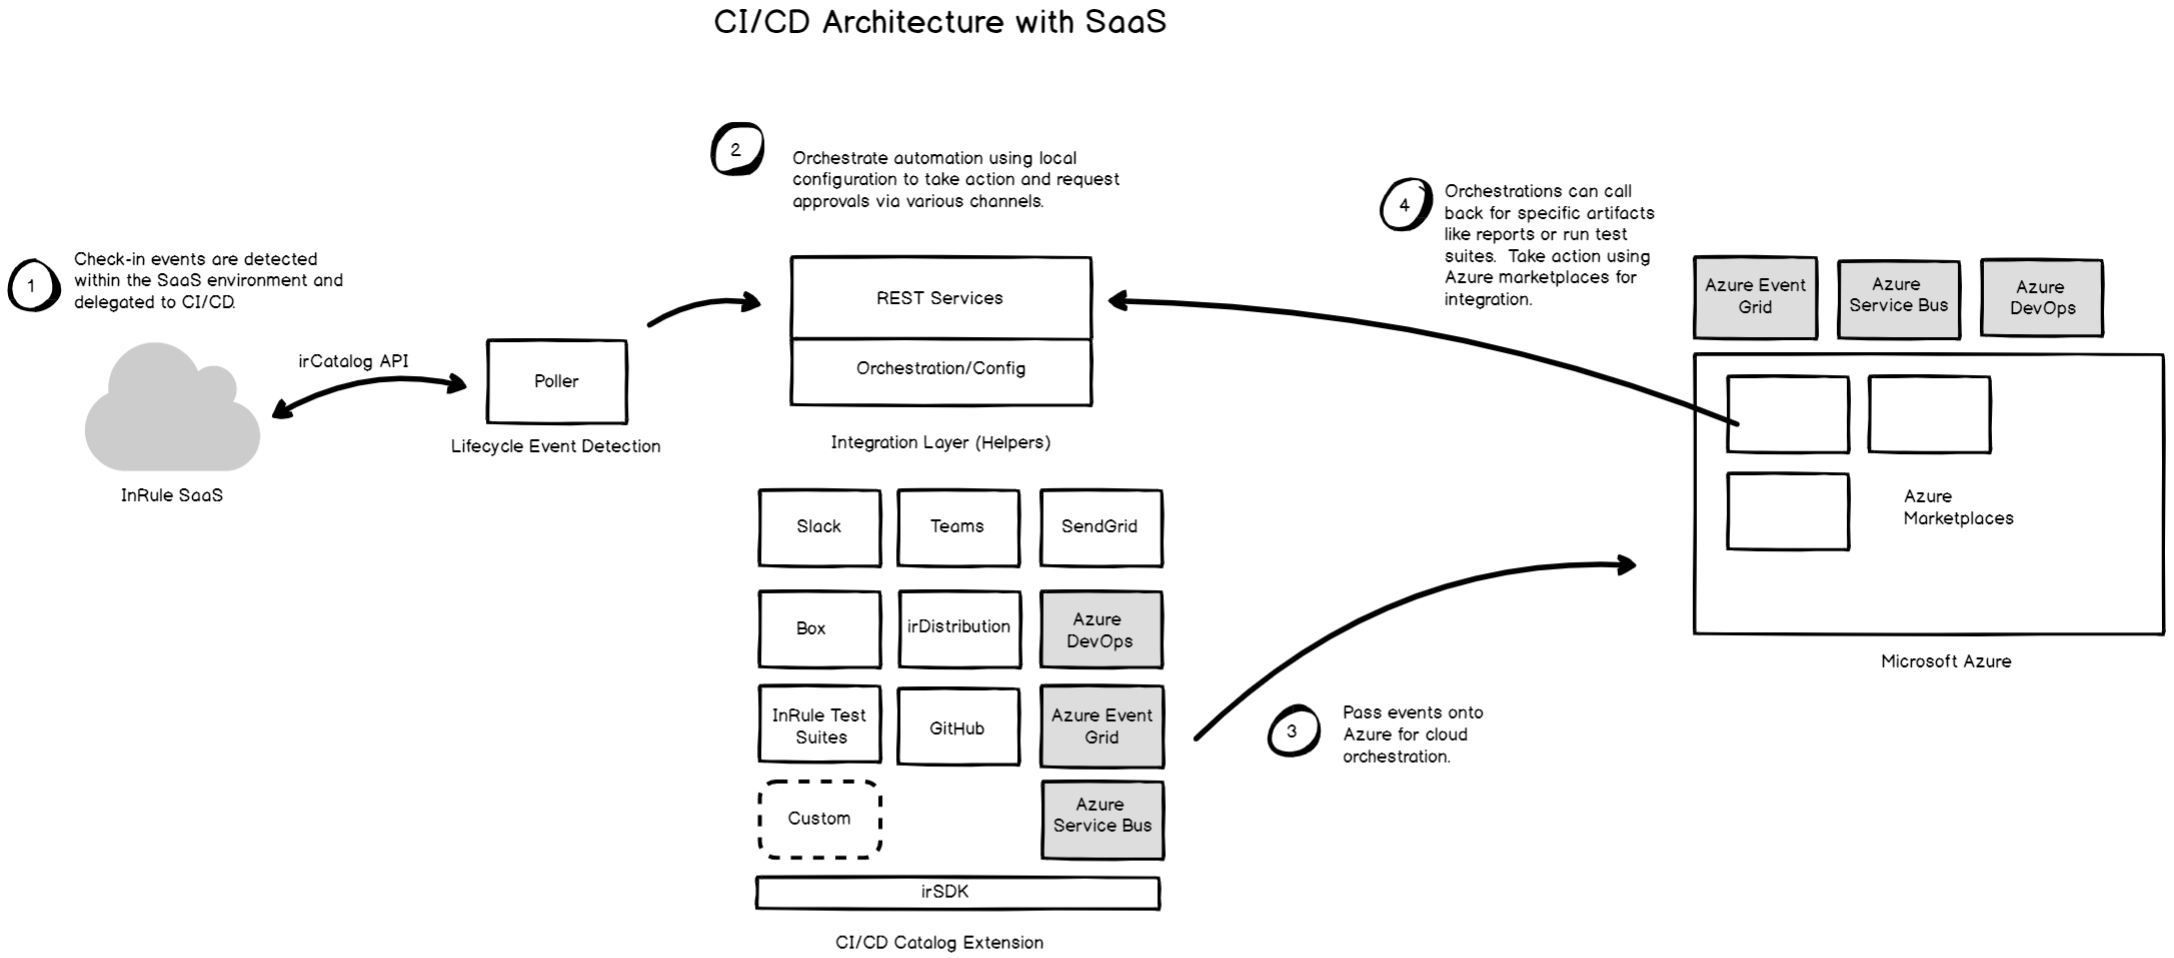 CI/CD Architecture with SaaS
2
Orchestrate automation using local
configuration to take action and request
approvals via various channels.
4
Orchestrations can call
back for specific artifacts
like reports or run test
suites.  Take action using
Azure marketplaces for
integration.
1
Check-in events are detected
within the SaaS environment and
delegated to CI/CD.
irCatalog API
InRule SaaS
Poller
Lifecycle Event Detection
REST Services
Orchestration/Config
Integration Layer (Helpers)
Azure Event
Grid
Azure
Service Bus
Azure
DevOps
Azure
Marketplaces
Microsoft Azure
Slack
Teams
SendGrid
Box
irDistribution
Azure
DevOps
InRule Test
Suites
GitHub
Azure Event
Grid
Custom
Azure
Service Bus
irSDK
CI/CD Catalog Extension
3
Pass events onto
Azure for cloud
orchestration.